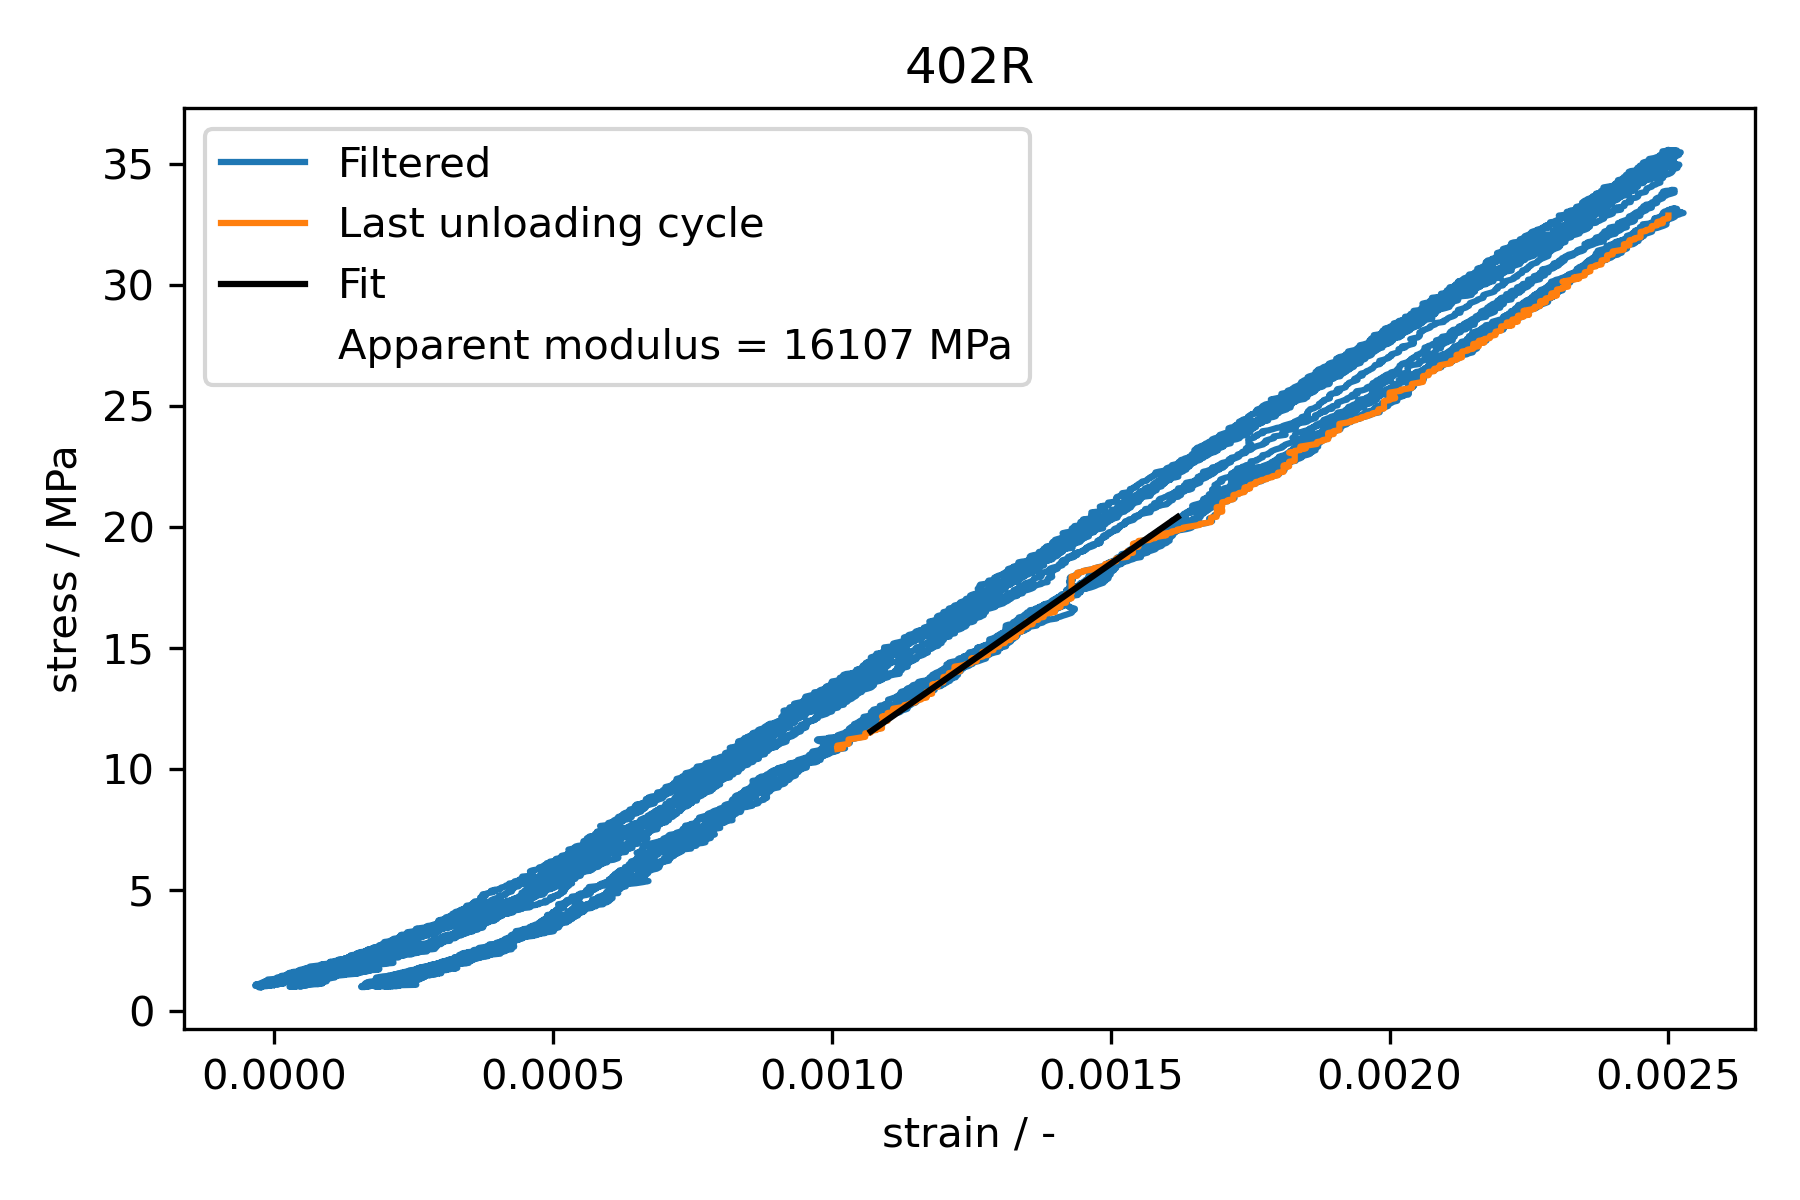 402R
Filtered
Last unloading cycle
Fit
Apparent modulus = 16107 MPa
35
30
25
20
15
10
5
0
stress / MPa
0.0000 0.0005 0.0010 0.0015 0.0020 0.0025
strain / -